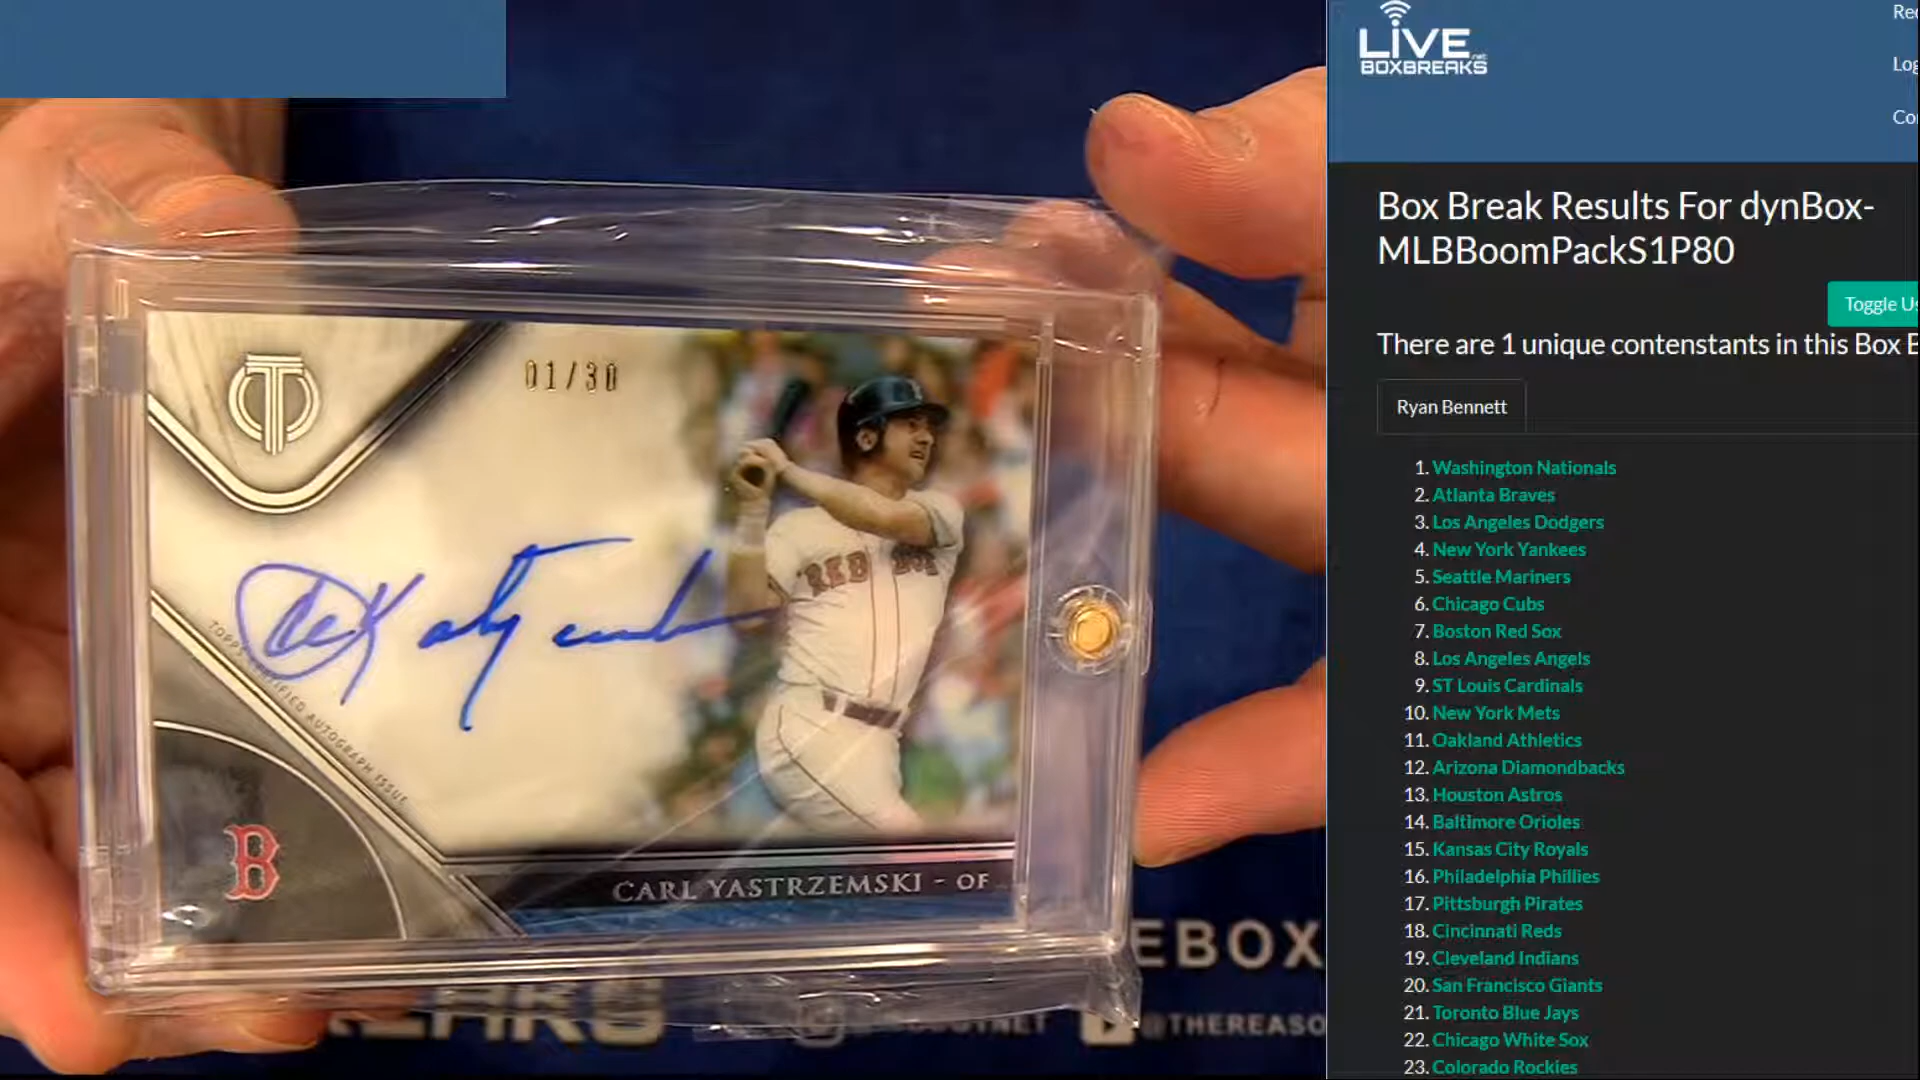 01/30
RED SOX
TOPPS CERTIFIED AUTOGRAPH ISSUE
B
CARL YASTRZEMSKI - OF
EBOX
@THEREASO
LIVE
BOXBREAKS
.net
Box Break Results For dynBox-
MLBBoomPackS1P80
There are 1 unique contenstants in this Box
Ryan Bennett
1. Washington Nationals
2. Atlanta Braves
3. Los Angeles Dodgers
4. New York Yankees
5. Seattle Mariners
6. Chicago Cubs
7. Boston Red Sox
8. Los Angeles Angels
9. ST Louis Cardinals
10. New York Mets
11. Oakland Athletics
12. Arizona Diamondbacks
13. Houston Astros
14. Baltimore Orioles
15. Kansas City Royals
16. Philadelphia Phillies
17. Pittsburgh Pirates
18. Cincinnati Reds
19. Cleveland Indians
20. San Francisco Giants
21. Toronto Blue Jays
22. Chicago White Sox
23. Colorado Rockies
Toggle